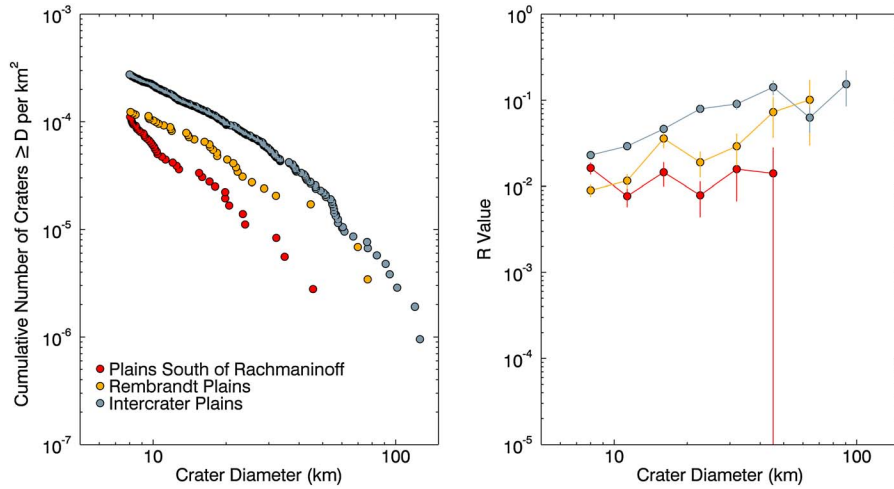 Cumulative Number of Craters ≥ D per km²
10⁻³
10⁻⁴
10⁻⁵
10⁻⁶
10⁻⁷
Plains South of Rachmaninoff
Rembrandt Plains
Intercrater Plains
10
100
Crater Diameter (km)
R Value
10⁰
10⁻¹
10⁻²
10⁻³
10⁻⁴
10⁻⁵
10
100
Crater Diameter (km)